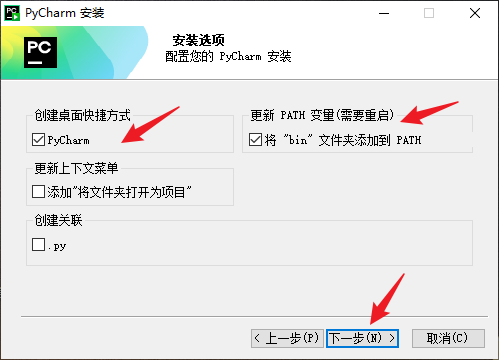 PyCharm 安装
PC
安装选项
配置您的 PyCharm 安装
创建桌面快捷方式
PyCharm
更新 PATH 变量(需要重启)
将 "bin" 文件夹添加到 PATH
更新上下文菜单
添加"将文件夹打开为项目"
创建关联
.py
< 上一步(P)
下一步(N) >
取消(C)